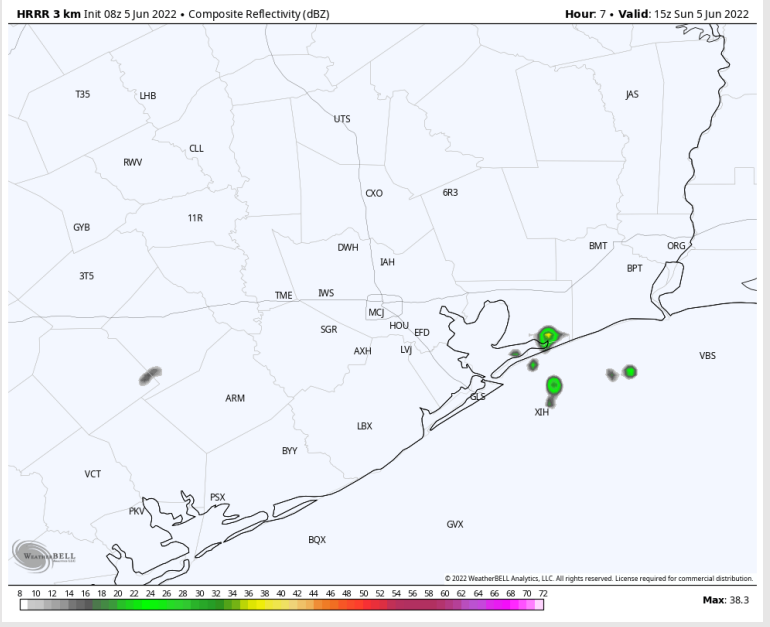 HRRR 3 km Init 08z 5 Jun 2022 • Composite Reflectivity (dBZ) Hour: 7 • Valid: 15z Sun 5 Jun 2022
T35 LHB JAS
UTS
CLL
RWV
CXO 6R3
11R
GYB
DWH BMT ORG
IAH
3T5 BPT
TME IWS
MCJ
SGR HOU EFD
AXH LVJ VBS
ARM GLS
XIH
LBX
BYY
VCT
PSX
PKV
GVX
BQX
WEATHERBELL
© 2022 WeatherBELL Analytics, LLC. All rights reserved. License required for commercial distribution.
8 10 12 14 16 18 20 22 24 26 28 30 32 34 36 38 40 42 44 46 48 50 52 54 56 58 60 62 64 66 68 70 72
Max: 38.3